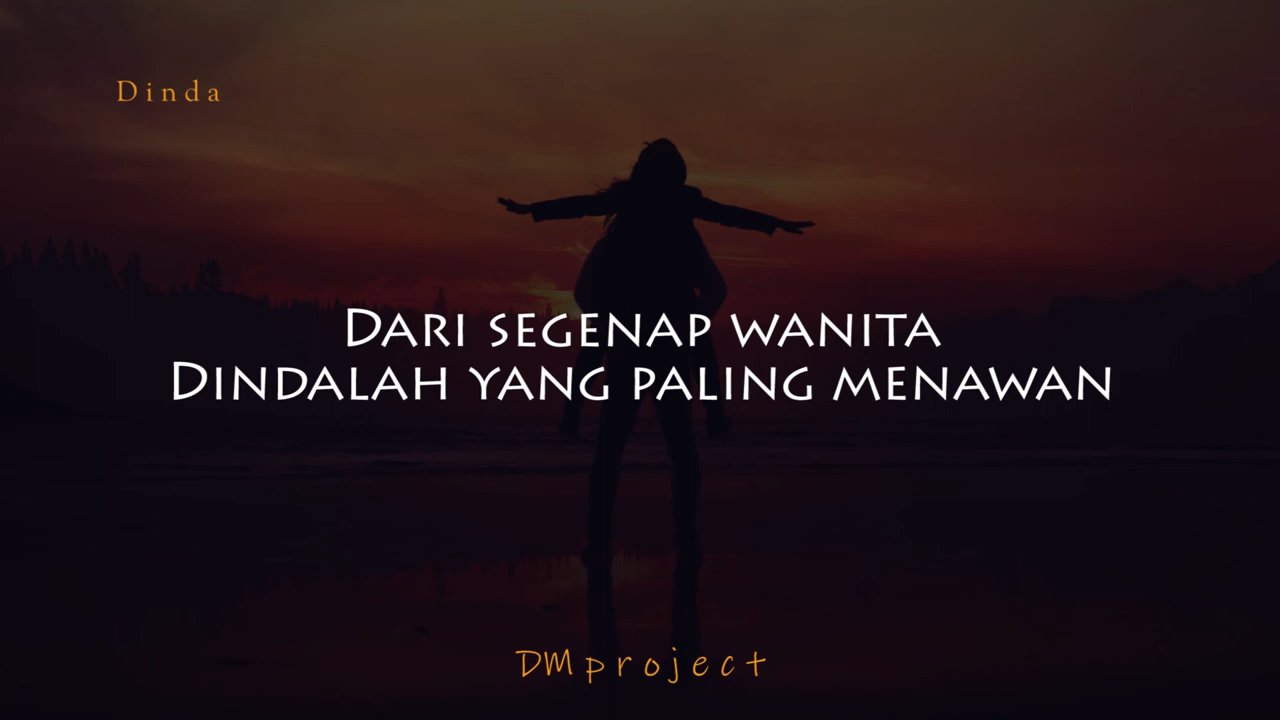 Dinda
Dari segenap wanita
Dindalah yang paling menawan
DMproject